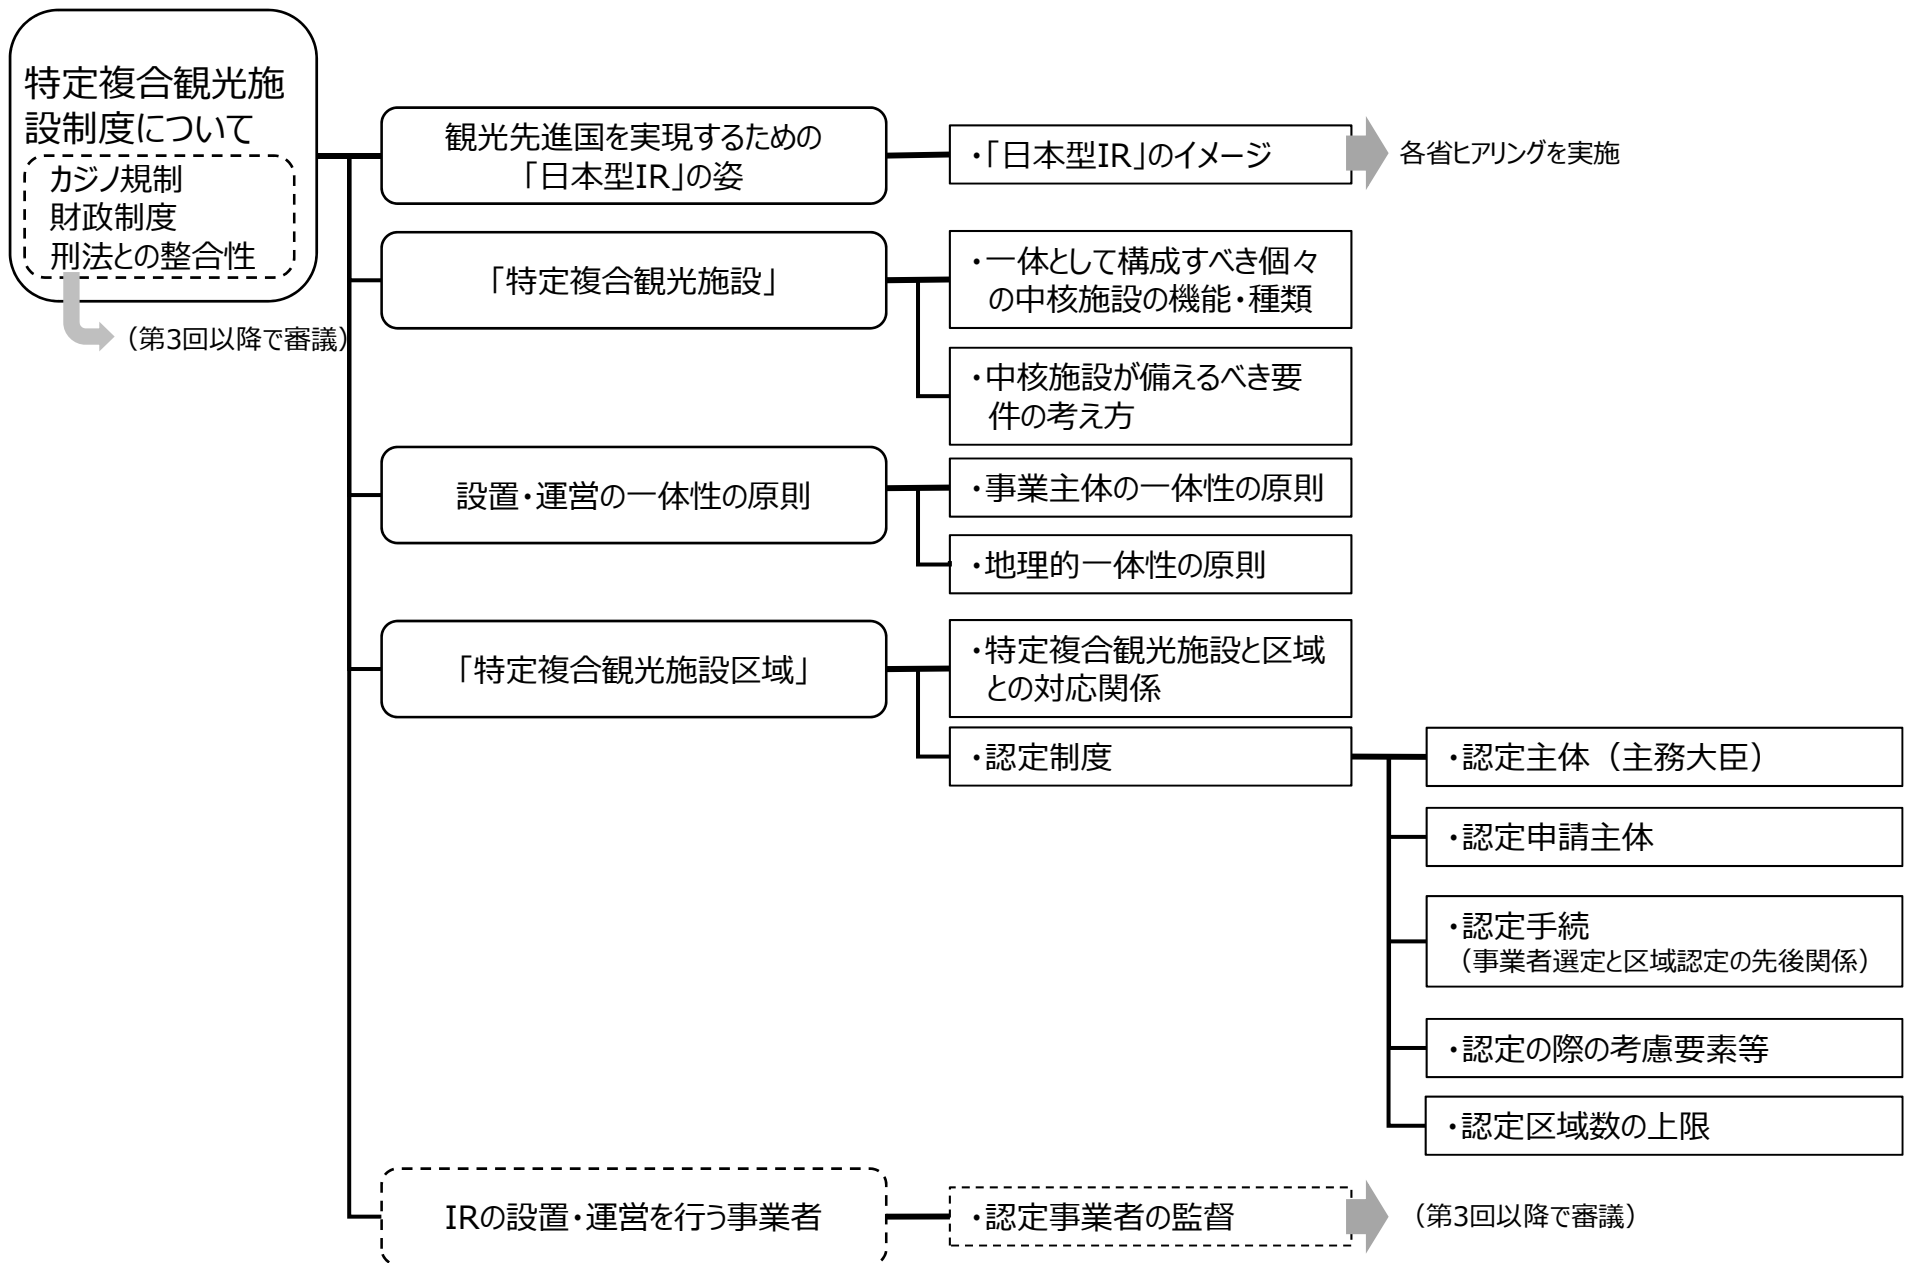 特定複合観光施
設制度について
カジノ規制
財政制度
刑法との整合性
（第3回以降で審議）
観光先進国を実現するための
「日本型IR」の姿
・「日本型IR」のイメージ
各省ヒアリングを実施
「特定複合観光施設」
・一体として構成すべき個々
の中核施設の機能・種類
・中核施設が備えるべき要
件の考え方
設置・運営の一体性の原則
・事業主体の一体性の原則
・地理的一体性の原則
「特定複合観光施設区域」
・特定複合観光施設と区域
との対応関係
・認定制度
・認定主体（主務大臣）
・認定申請主体
・認定手続
（事業者選定と区域認定の先後関係）
・認定の際の考慮要素等
・認定区域数の上限
IRの設置・運営を行う事業者
・認定事業者の監督
（第3回以降で審議）